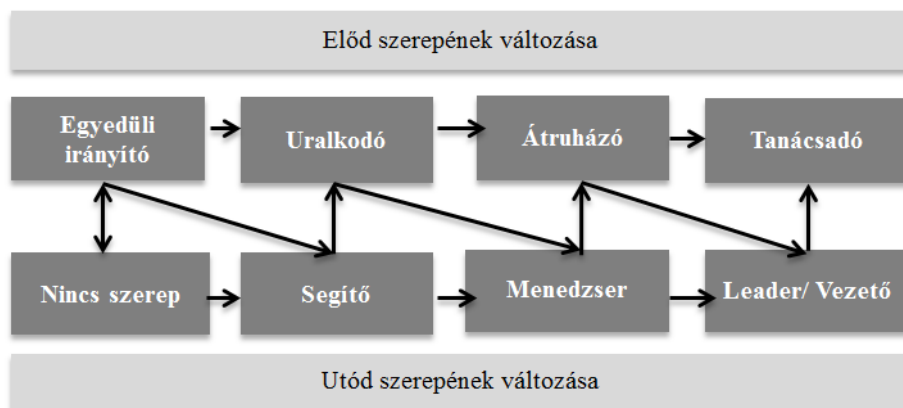 Előd szerepének változása
Egyedüli
irányító
Uralkodó
Átruházó
Tanácsadó
Nincs szerep
Segítő
Menedzser
Leader/ Vezető
Utód szerepének változása